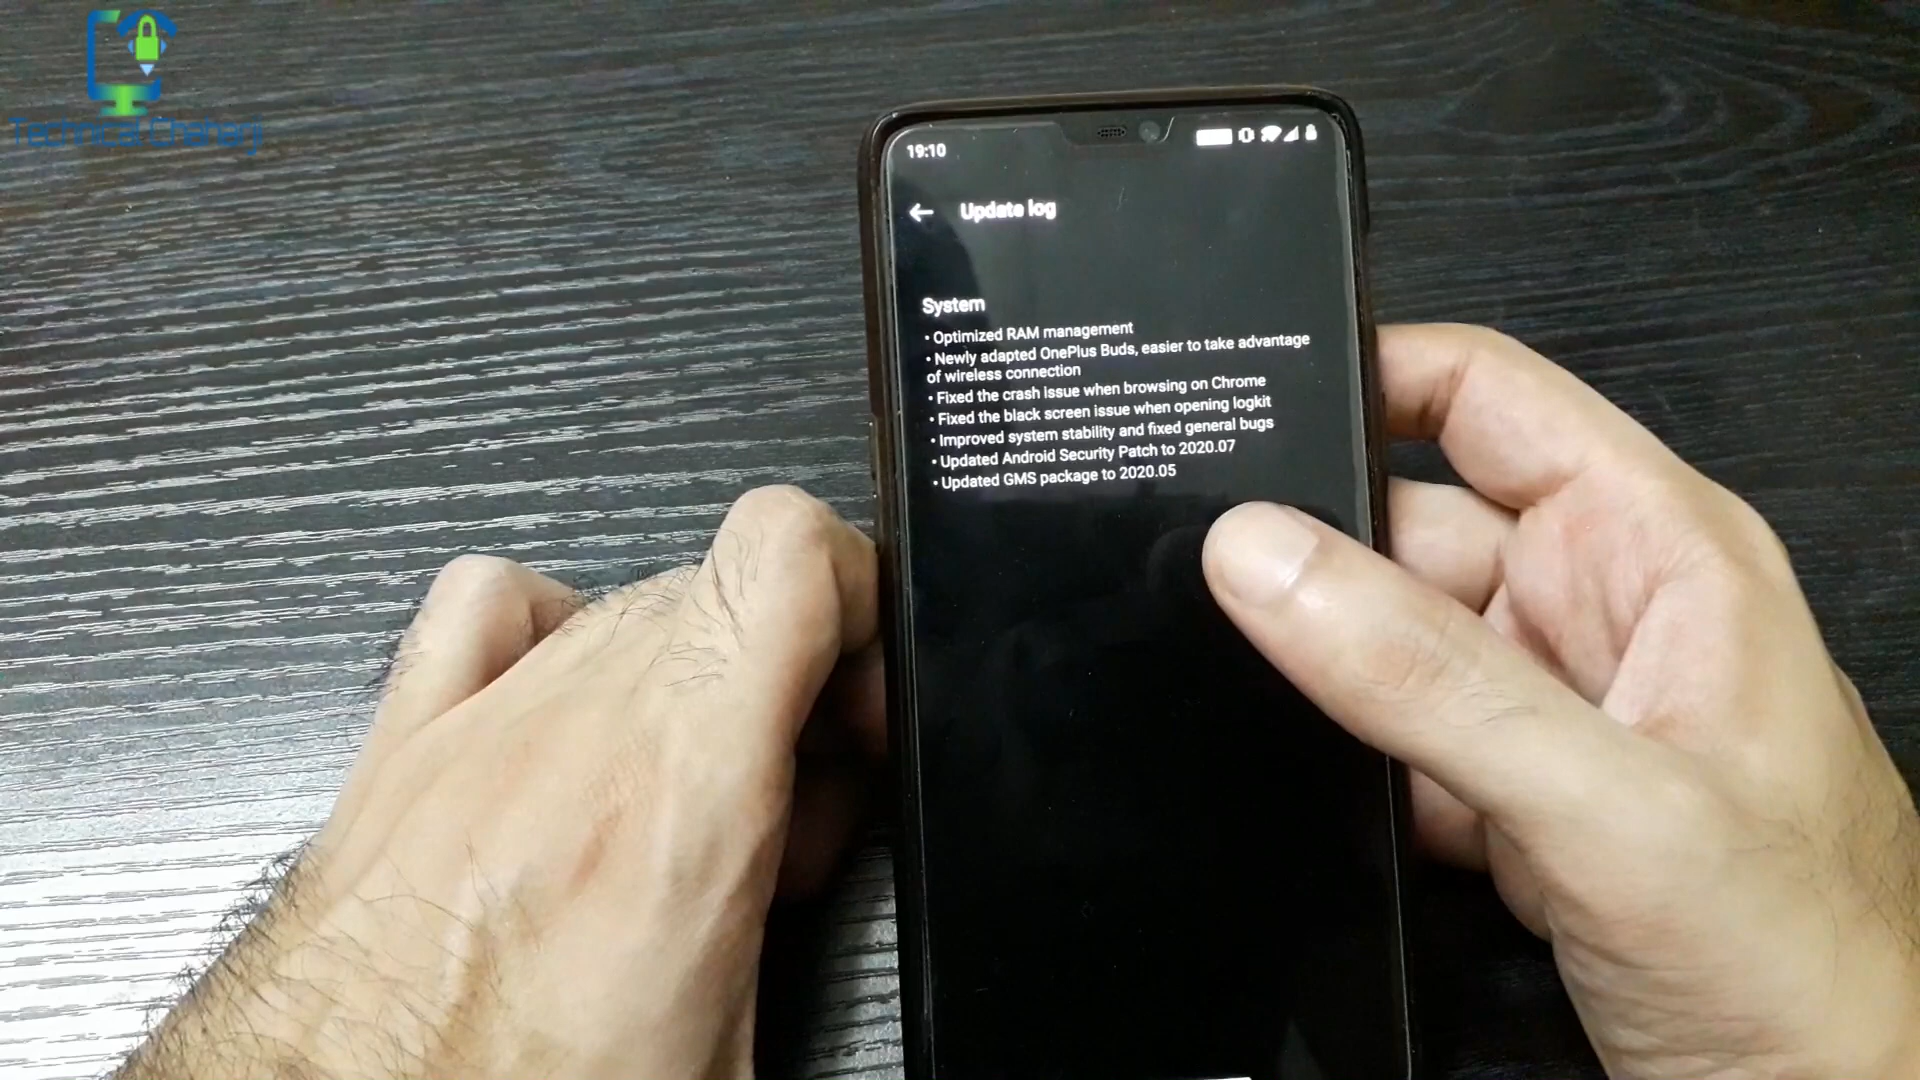 Technical Chaharji
19:10
Update log
System
• Optimized RAM management
• Newly adapted OnePlus Buds, easier to take advantage
of wireless connection
• Fixed the crash issue when browsing on Chrome
• Fixed the black screen issue when opening logkit
• Improved system stability and fixed general bugs
• Updated Android Security Patch to 2020.07
• Updated GMS package to 2020.05